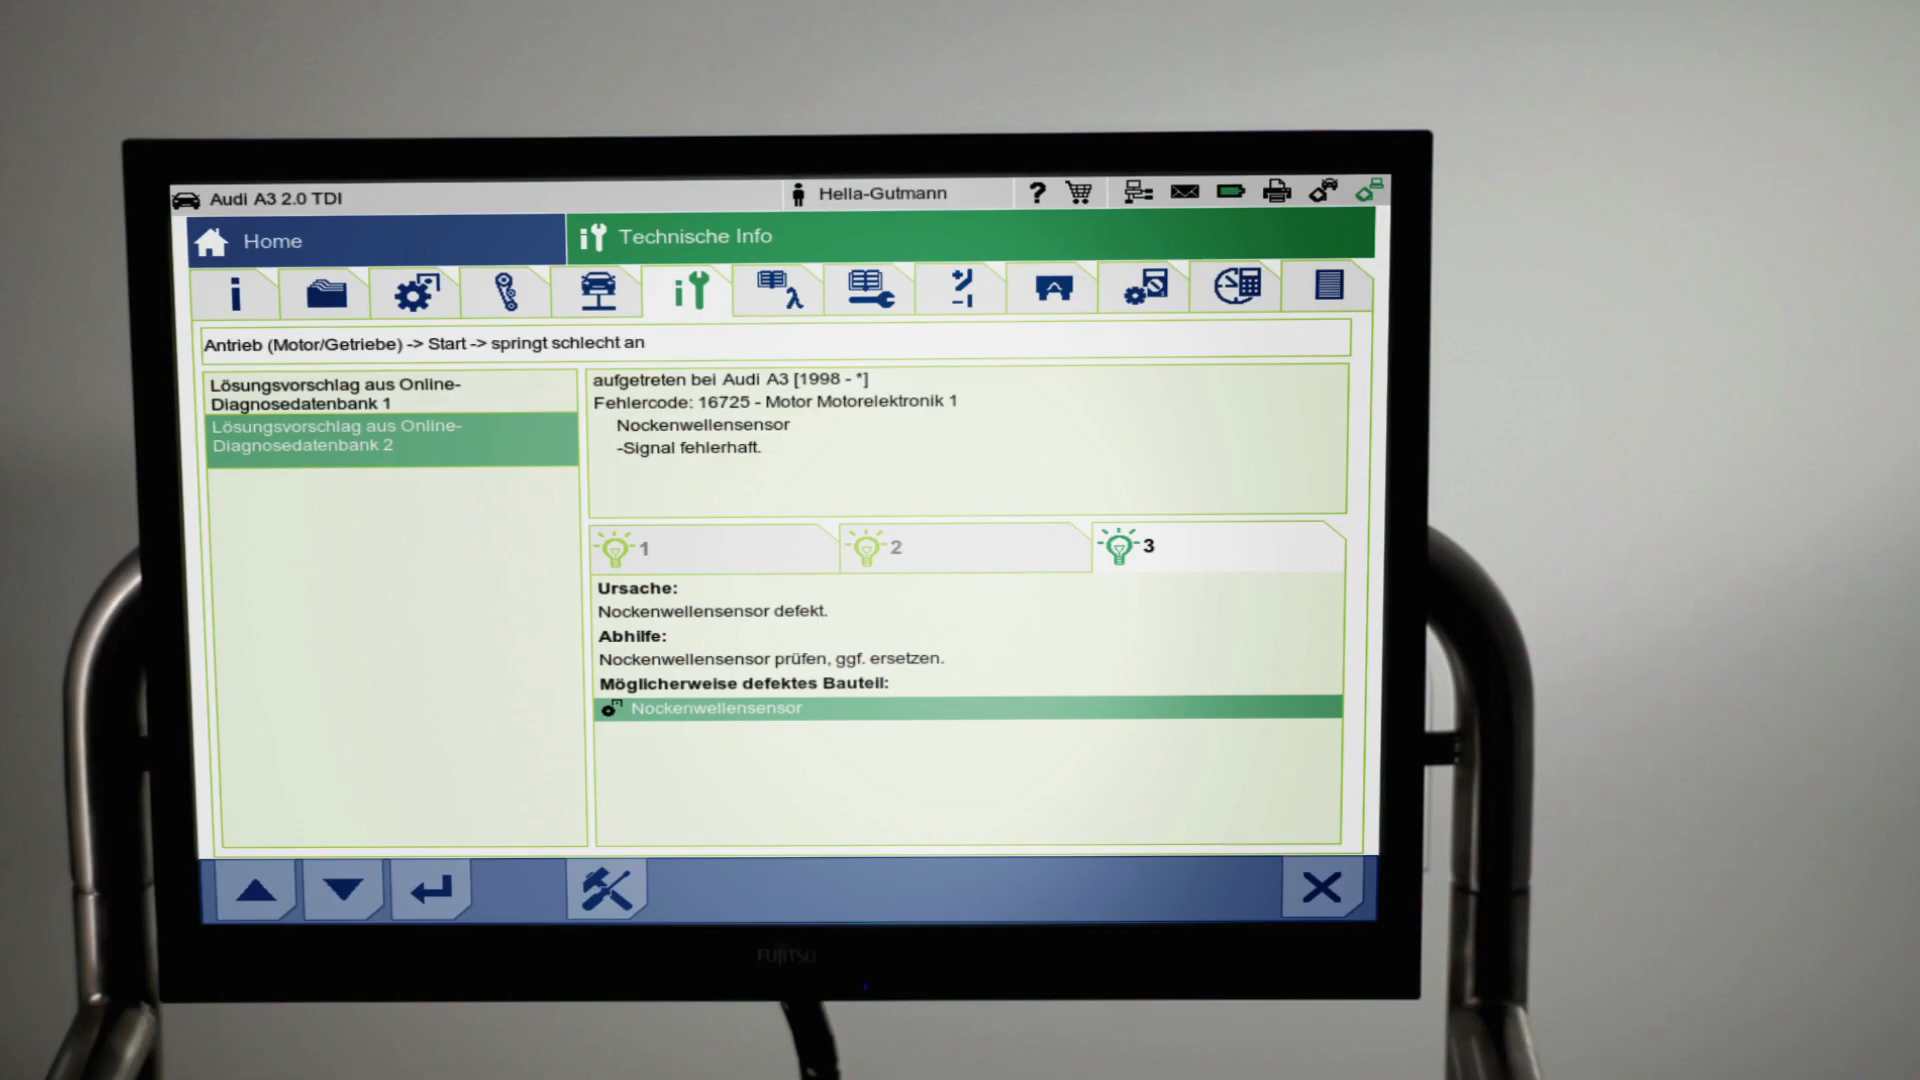 Audi A3 2.0 TDI
Hella-Gutmann
?
Home
Technische Info
Antrieb (Motor/Getriebe) -> Start -> springt schlecht an
Lösungsvorschlag aus Online-
Diagnosedatenbank 1
Lösungsvorschlag aus Online-
Diagnosedatenbank 2
aufgetreten bei Audi A3 [1998 - *]
Fehlercode: 16725 - Motor Motorelektronik 1
Nockenwellensensor
-Signal fehlerhaft.
1
2
3
Ursache:
Nockenwellensensor defekt.
Abhilfe:
Nockenwellensensor prüfen, ggf. ersetzen.
Möglicherweise defektes Bauteil:
Nockenwellensensor
FUJITSU